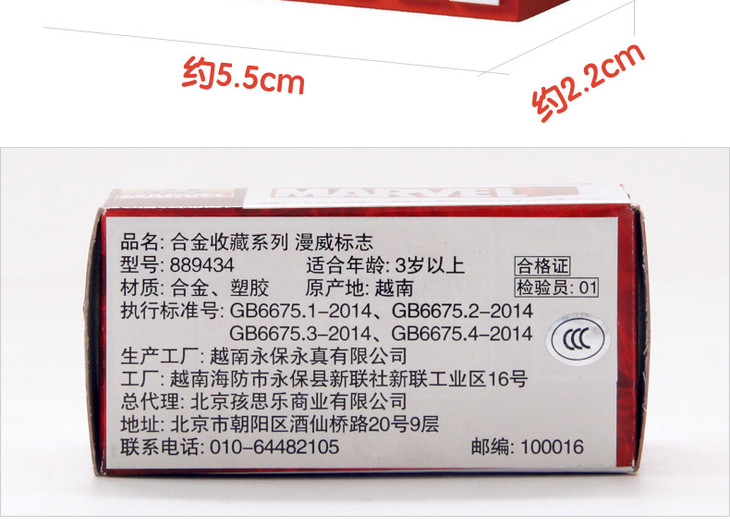 约5.5cm
约2.2cm
MARVEL
品名: 合金收藏系列 漫威标志
型号: 889434 适合年龄: 3岁以上 合格证
材质: 合金、塑胶 原产地: 越南 检验员: 01
执行标准号: GB6675.1-2014、GB6675.2-2014
GB6675.3-2014、GB6675.4-2014
CCC
生产工厂: 越南永保永真有限公司
工厂: 越南海防市永保县新联社新联工业区16号
总代理: 北京孩思乐商业有限公司
地址: 北京市朝阳区酒仙桥路20号9层
联系电话: 010-64482105 邮编: 100016